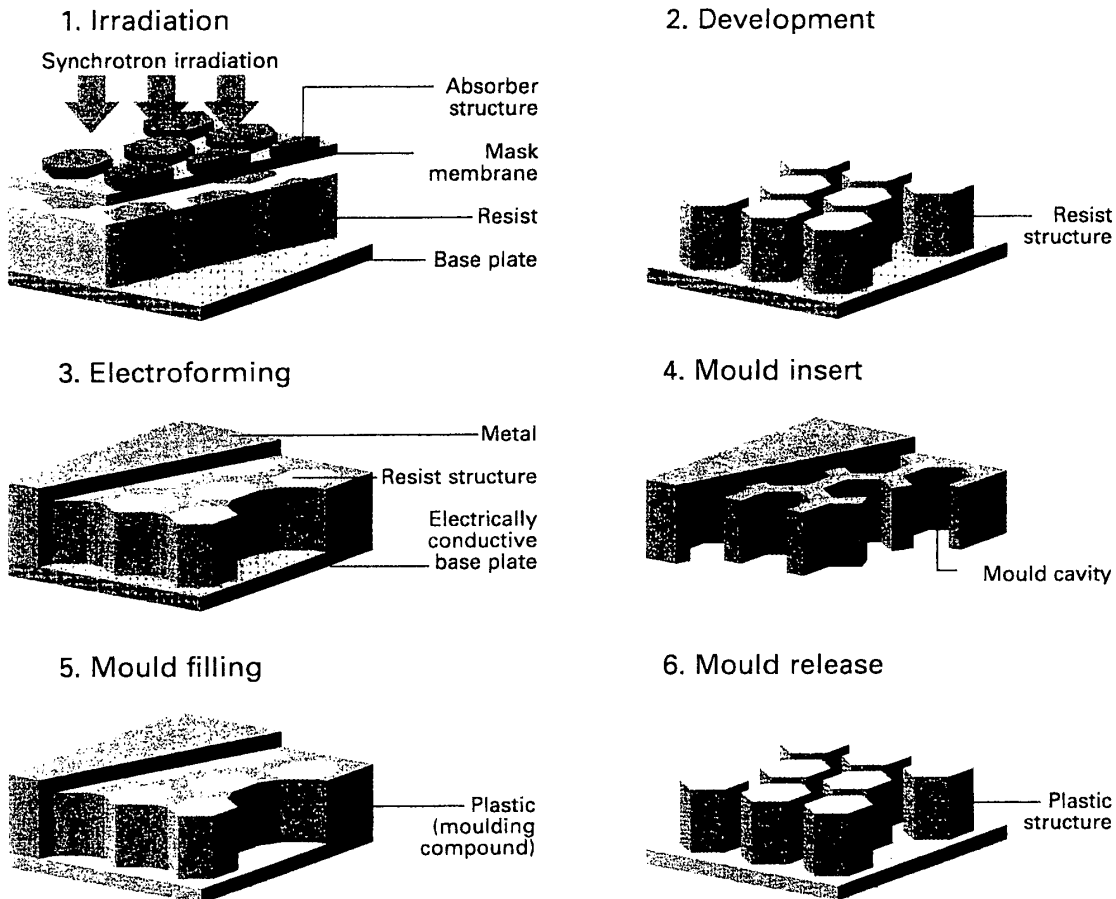 1. Irradiation
Synchrotron irradiation
Absorber
structure
Mask
membrane
Resist
Base plate
2. Development
Resist
structure
3. Electroforming
Metal
Resist structure
Electrically
conductive
base plate
4. Mould insert
Mould cavity
5. Mould filling
Plastic
(moulding
compound)
6. Mould release
Plastic
structure